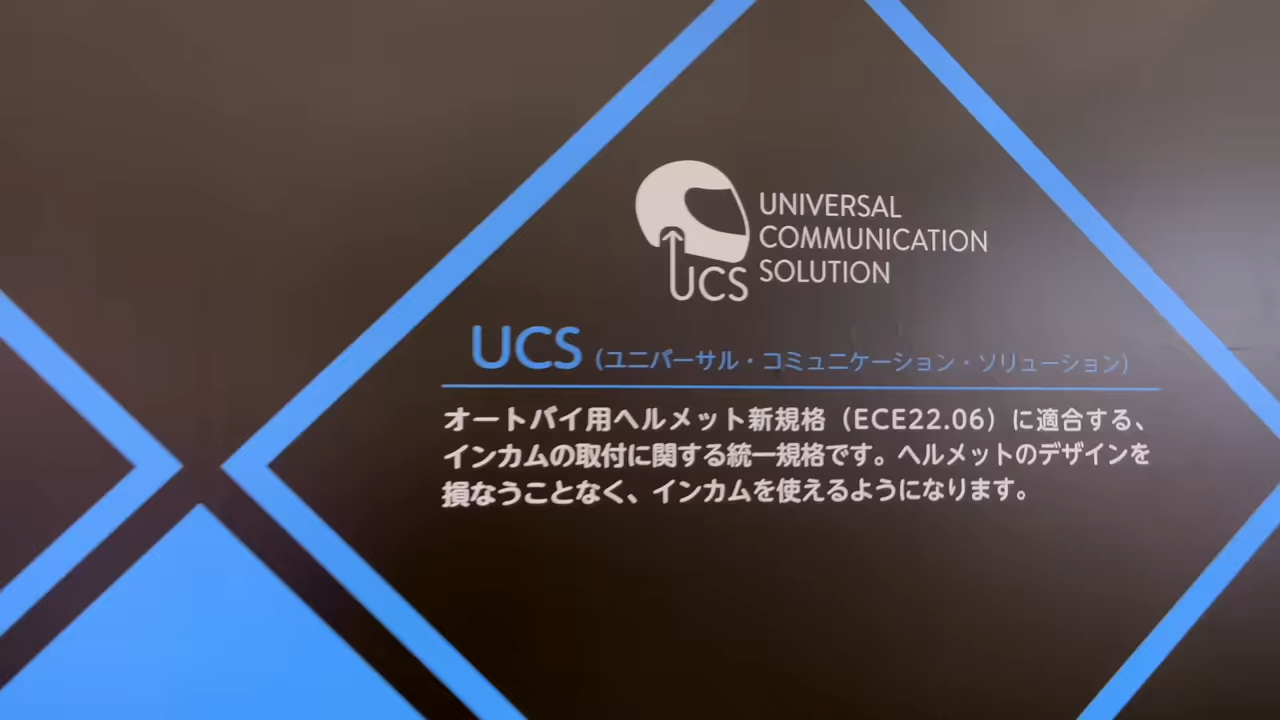 UNIVERSAL
COMMUNICATION
SOLUTION
UCS
UCS (ユニバーサル・コミュニケーション・ソリューション)
オートバイ用ヘルメット新規格（ECE22.06）に適合する、
インカムの取付に関する統一規格です。ヘルメットのデザインを
損なうことなく、インカムを使えるようになります。